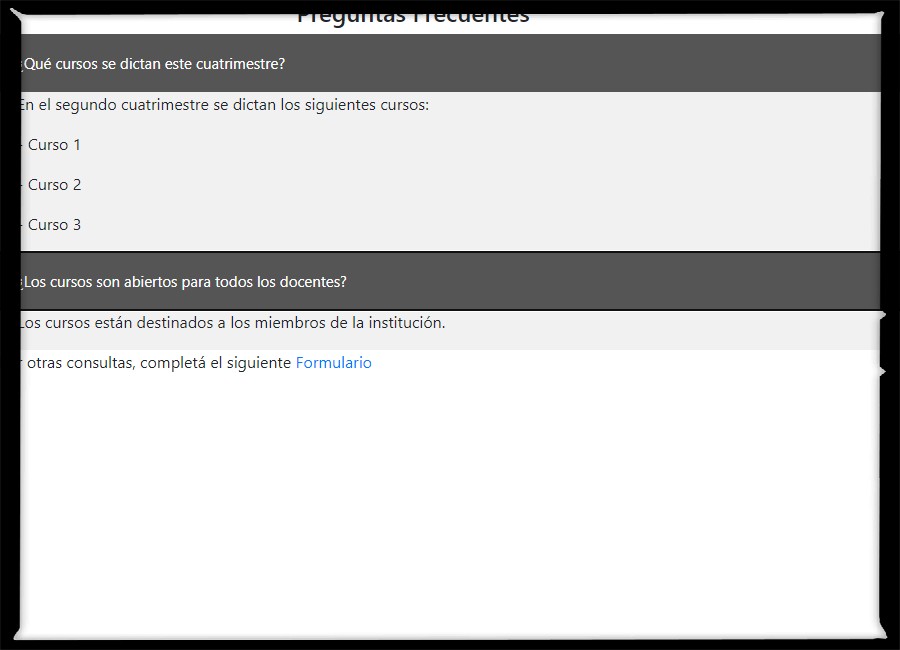 Preguntas Frecuentes
¿Qué cursos se dictan este cuatrimestre?
En el segundo cuatrimestre se dictan los siguientes cursos:
- Curso 1
- Curso 2
- Curso 3
¿Los cursos son abiertos para todos los docentes?
Los cursos están destinados a los miembros de la institución.
r otras consultas, completá el siguiente Formulario